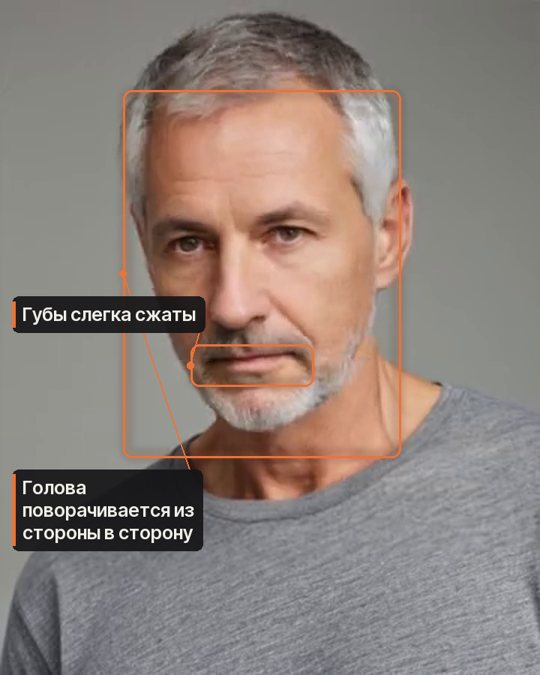 Губы слегка сжаты
Голова
поворачивается из
стороны в сторону